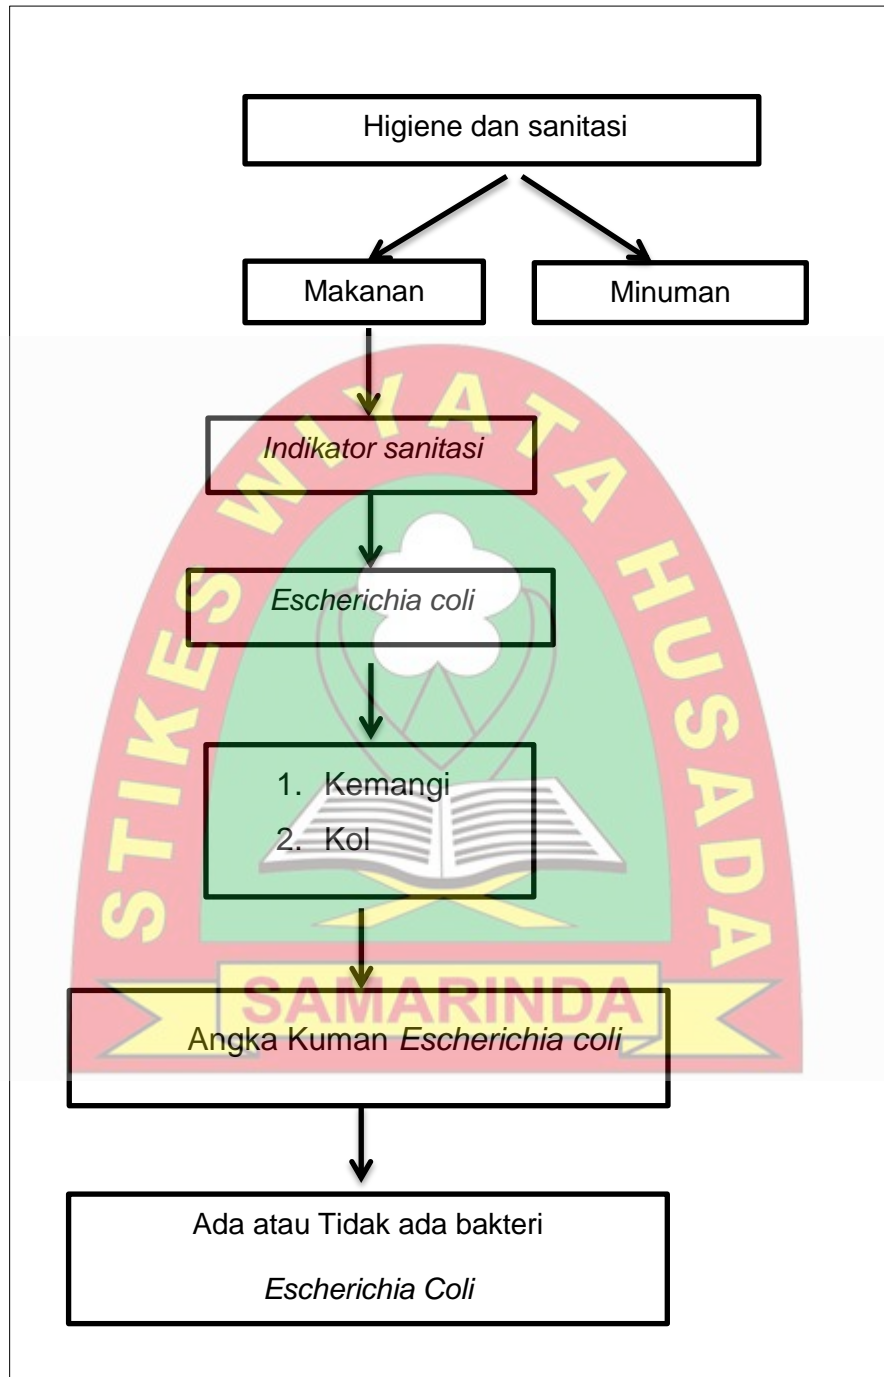 Higiene dan sanitasi
Makanan
Minuman
Indikator sanitasi
Escherichia coli
1. Kemangi
2. Kol
Angka Kuman Escherichia coli
Ada atau Tidak ada bakteri
Escherichia Coli
STIKES WIYATA HUSADA
SAMARINDA